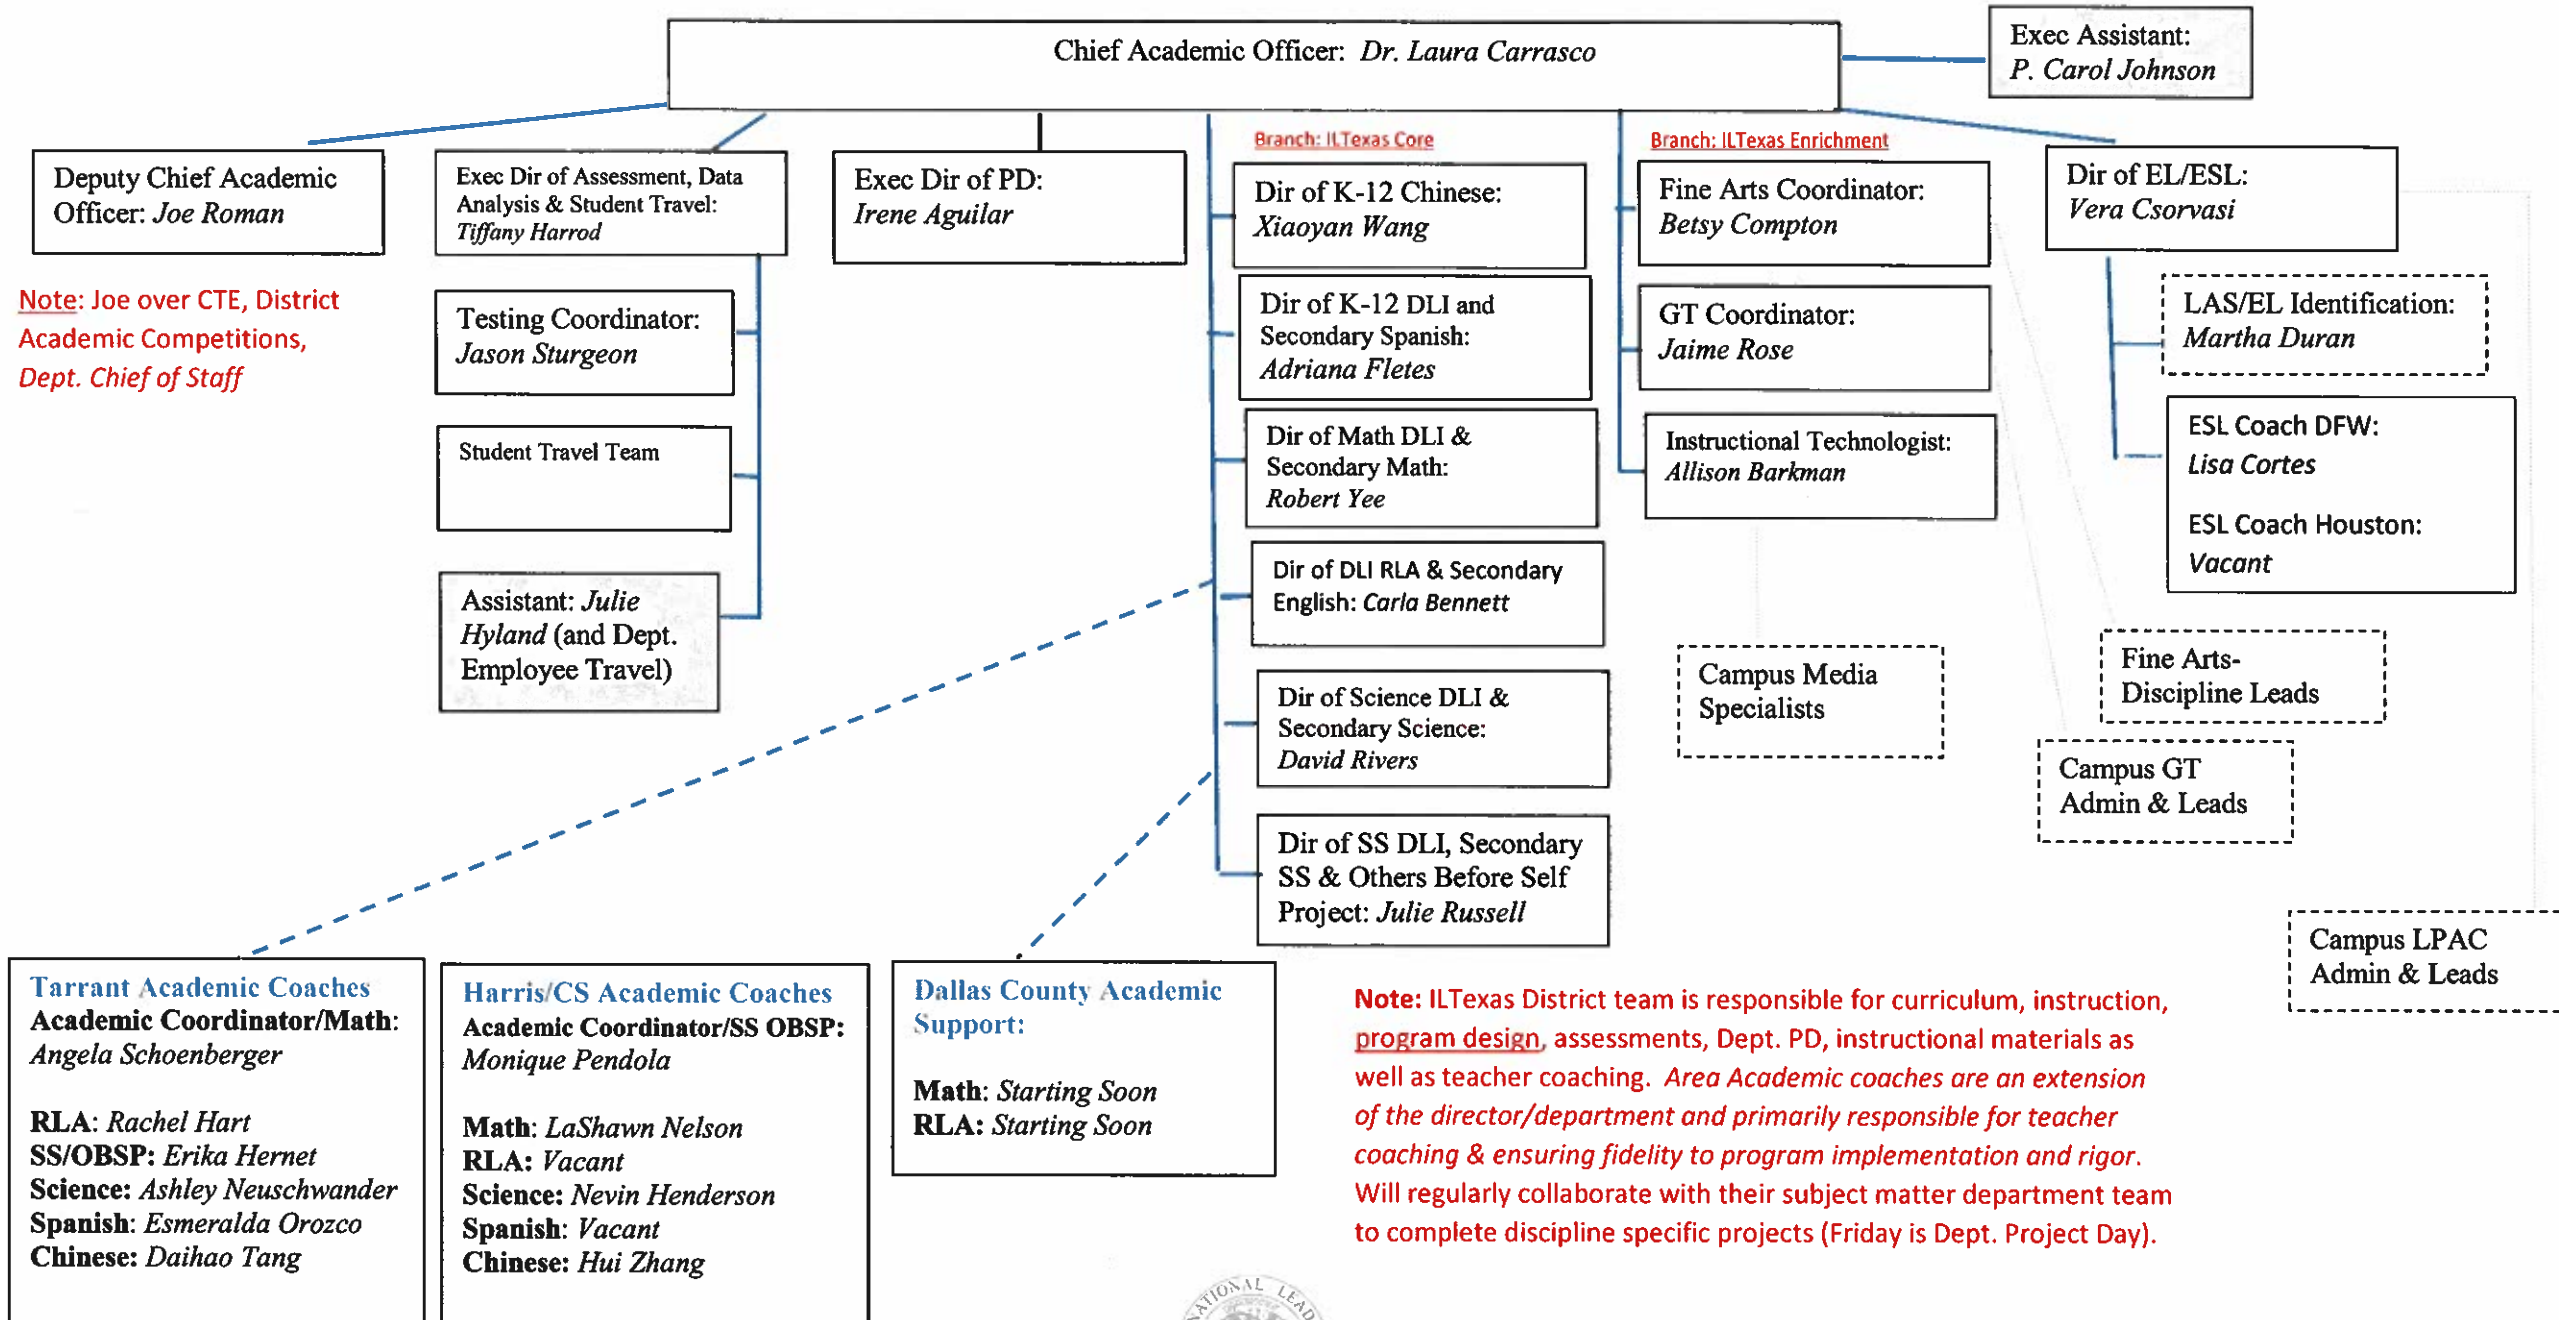 Chief Academic Officer: Dr. Laura Carrasco
Exec Assistant:
P. Carol Johnson
Deputy Chief Academic
Officer: Joe Roman
Note: Joe over CTE, District
Academic Competitions,
Dept. Chief of Staff
Exec Dir of Assessment, Data
Analysis & Student Travel:
Tiffany Harrod
Testing Coordinator:
Jason Sturgeon
Student Travel Team
Assistant: Julie
Hyland (and Dept.
Employee Travel)
Exec Dir of PD:
Irene Aguilar
Branch: ILTexas Core
Dir of K-12 Chinese:
Xiaoyan Wang
Dir of K-12 DLI and
Secondary Spanish:
Adriana Fletes
Dir of Math DLI &
Secondary Math:
Robert Yee
Dir of DLI RLA & Secondary
English: Carla Bennett
Dir of Science DLI &
Secondary Science:
David Rivers
Dir of SS DLI, Secondary
SS & Others Before Self
Project: Julie Russell
Branch: ILTexas Enrichment
Fine Arts Coordinator:
Betsy Compton
GT Coordinator:
Jaime Rose
Instructional Technologist:
Allison Barkman
Campus Media
Specialists
Dir of EL/ESL:
Vera Csorvasi
LAS/EL Identification:
Martha Duran
ESL Coach DFW:
Lisa Cortes
ESL Coach Houston:
Vacant
Fine Arts-
Discipline Leads
Campus GT
Admin & Leads
Campus LPAC
Admin & Leads
Tarrant Academic Coaches
Academic Coordinator/Math:
Angela Schoenberger
RLA: Rachel Hart
SS/OBSP: Erika Hernet
Science: Ashley Neuschwander
Spanish: Esmeralda Orozco
Chinese: Daihao Tang
Harris/CS Academic Coaches
Academic Coordinator/SS OBSP:
Monique Pendola
Math: LaShawn Nelson
RLA: Vacant
Science: Nevin Henderson
Spanish: Vacant
Chinese: Hui Zhang
Dallas County Academic
Support:
Math: Starting Soon
RLA: Starting Soon
Note: ILTexas District team is responsible for curriculum, instruction,
program design, assessments, Dept. PD, instructional materials as
well as teacher coaching. Area Academic coaches are an extension
of the director/department and primarily responsible for teacher
coaching & ensuring fidelity to program implementation and rigor.
Will regularly collaborate with their subject matter department team
to complete discipline specific projects (Friday is Dept. Project Day).